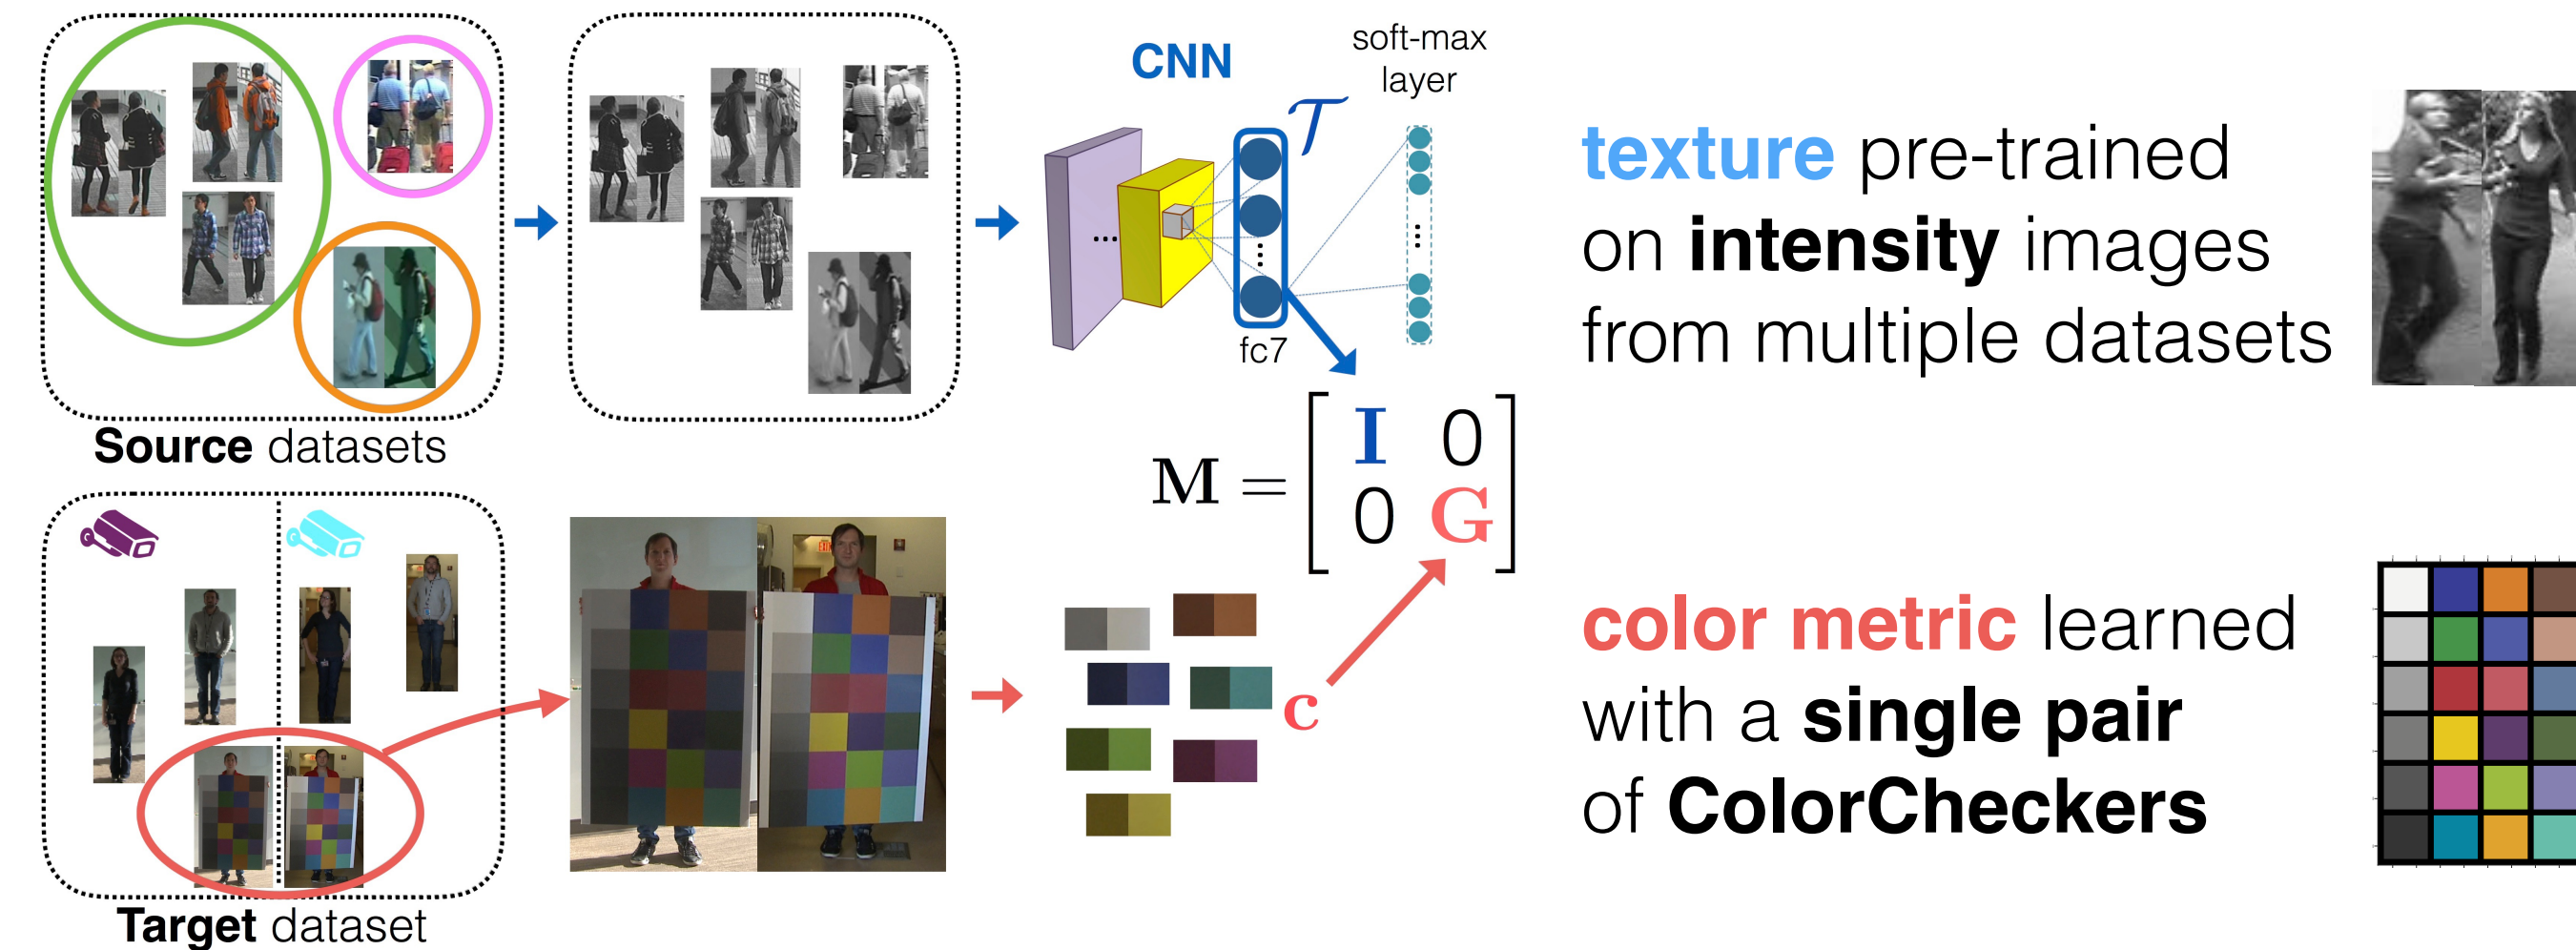 CNN
soft-max
layer
𝒯
...
fc7
Source datasets
M = [ I 0
0 G ]
c
Target dataset
EXIT
texture pre-trained
on intensity images
from multiple datasets
color metric learned
with a single pair
of ColorCheckers